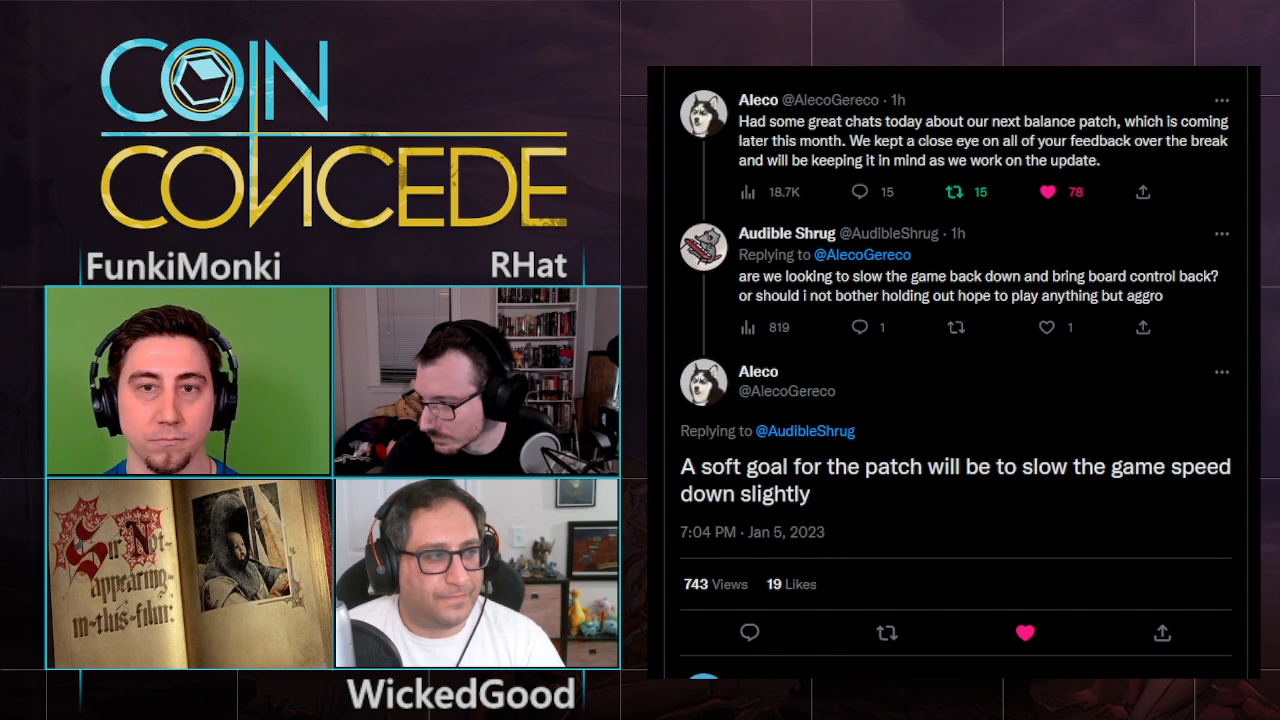 COIN
CONCEDE
FunkiMonki
RHat
Sir Not-
appearing-
in-this-film:
WickedGood
Aleco @AlecoGereco · 1h
Had some great chats today about our next balance patch, which is coming
later this month. We kept a close eye on all of your feedback over the break
and will be keeping it in mind as we work on the update.
18.7K 15 15 78
Audible Shrug @AudibleShrug · 1h
Replying to @AlecoGereco
are we looking to slow the game back down and bring board control back?
or should i not bother holding out hope to play anything but aggro
819 1 1
Aleco
@AlecoGereco
Replying to @AudibleShrug
A soft goal for the patch will be to slow the game speed
down slightly
7:04 PM · Jan 5, 2023
743 Views 19 Likes